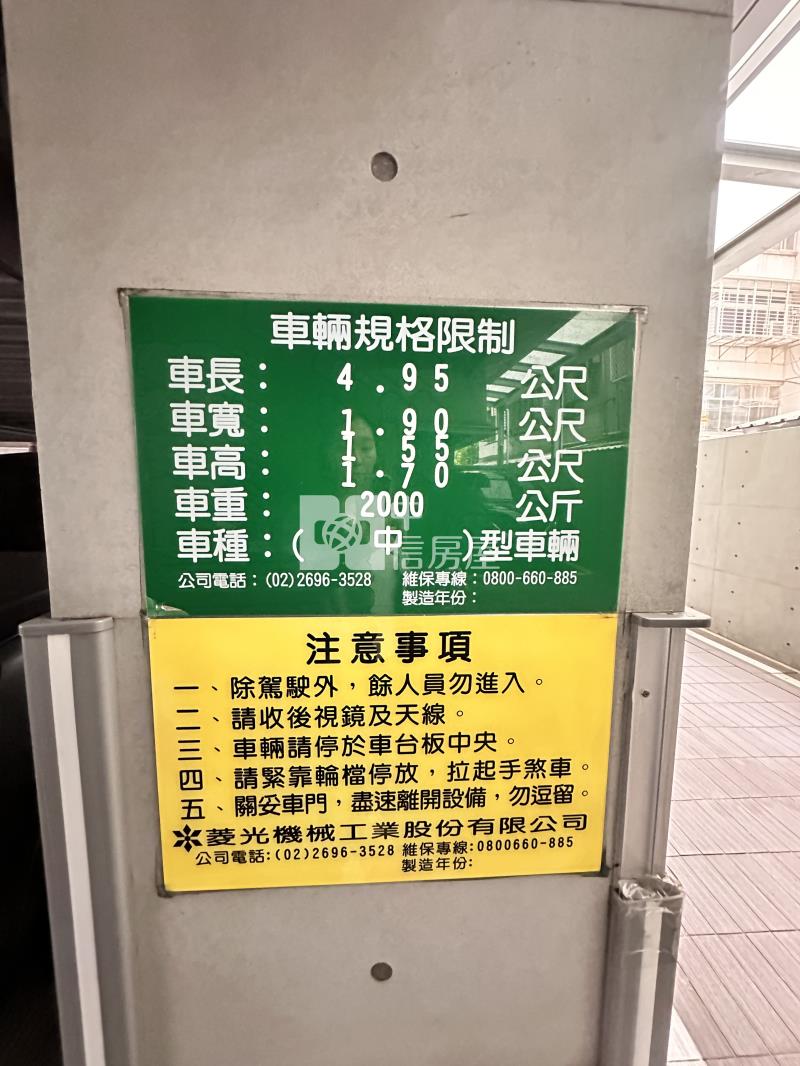 車輛規格限制
車長： 4.95 公尺
車寬： 1.90 公尺
1.55
車高： 1.70 公尺
車重： 2000 公斤
車種：( 中 )型車輛
公司電話：(02)2696-3528 維保專線：0800-660-885
製造年份：
信房屋
注意事項
一、除駕駛外，餘人員勿進入。
二、請收後視鏡及天線。
三、車輛請停於車台板中央。
四、請緊靠輪檔停放，拉起手煞車。
五、關妥車門，盡速離開設備，勿逗留。
菱光機械工業股份有限公司
公司電話:(02)2696-3528 維保專線:0800660-885
製造年份: